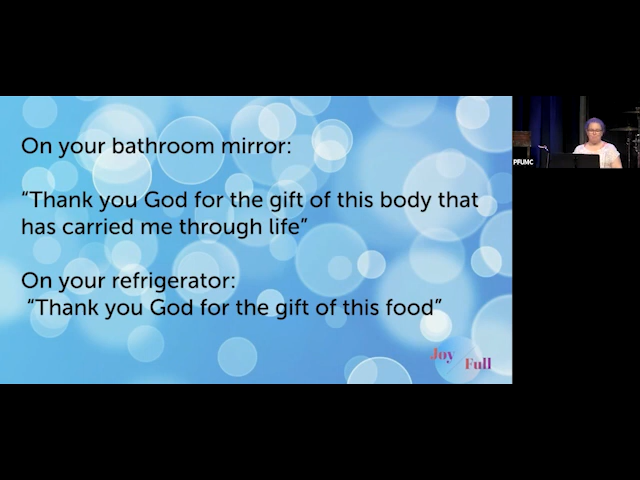 On your bathroom mirror:
“Thank you God for the gift of this body that
has carried me through life”
On your refrigerator:
“Thank you God for the gift of this food”
Joy
Full
PFUMC